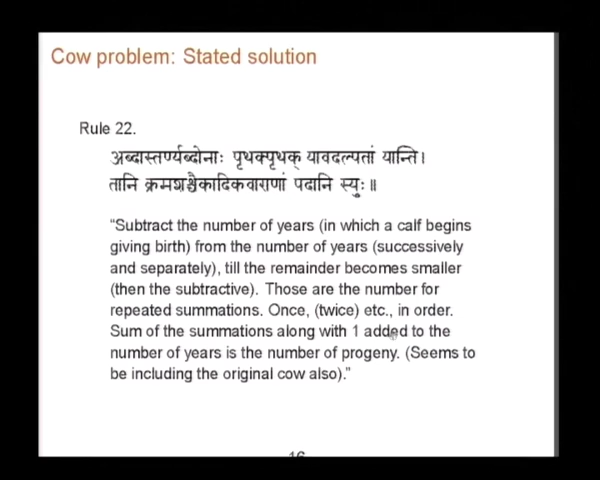 Cow problem: Stated solution
Rule 22.
अब्दास्तर्ण्यब्दोनाः पृथक्पृथक् यावदल्पतां यान्ति।
तानि क्रमशश्चैकादिकवाराणां पदानि स्युः॥
“Subtract the number of years (in which a calf begins
giving birth) from the number of years (successively
and separately), till the remainder becomes smaller
(then the subtractive). Those are the number for
repeated summations. Once, (twice) etc., in order.
Sum of the summations along with 1 added to the
number of years is the number of progeny. (Seems to
be including the original cow also).”
16